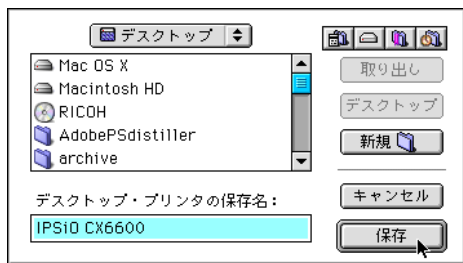 デスクトップ
Mac OS X
Macintosh HD
RICOH
AdobePSdistiller
archive
取り出し
デスクトップ
新規
デスクトップ・プリンタの保存名：
IPSiO CX6600
キャンセル
保存